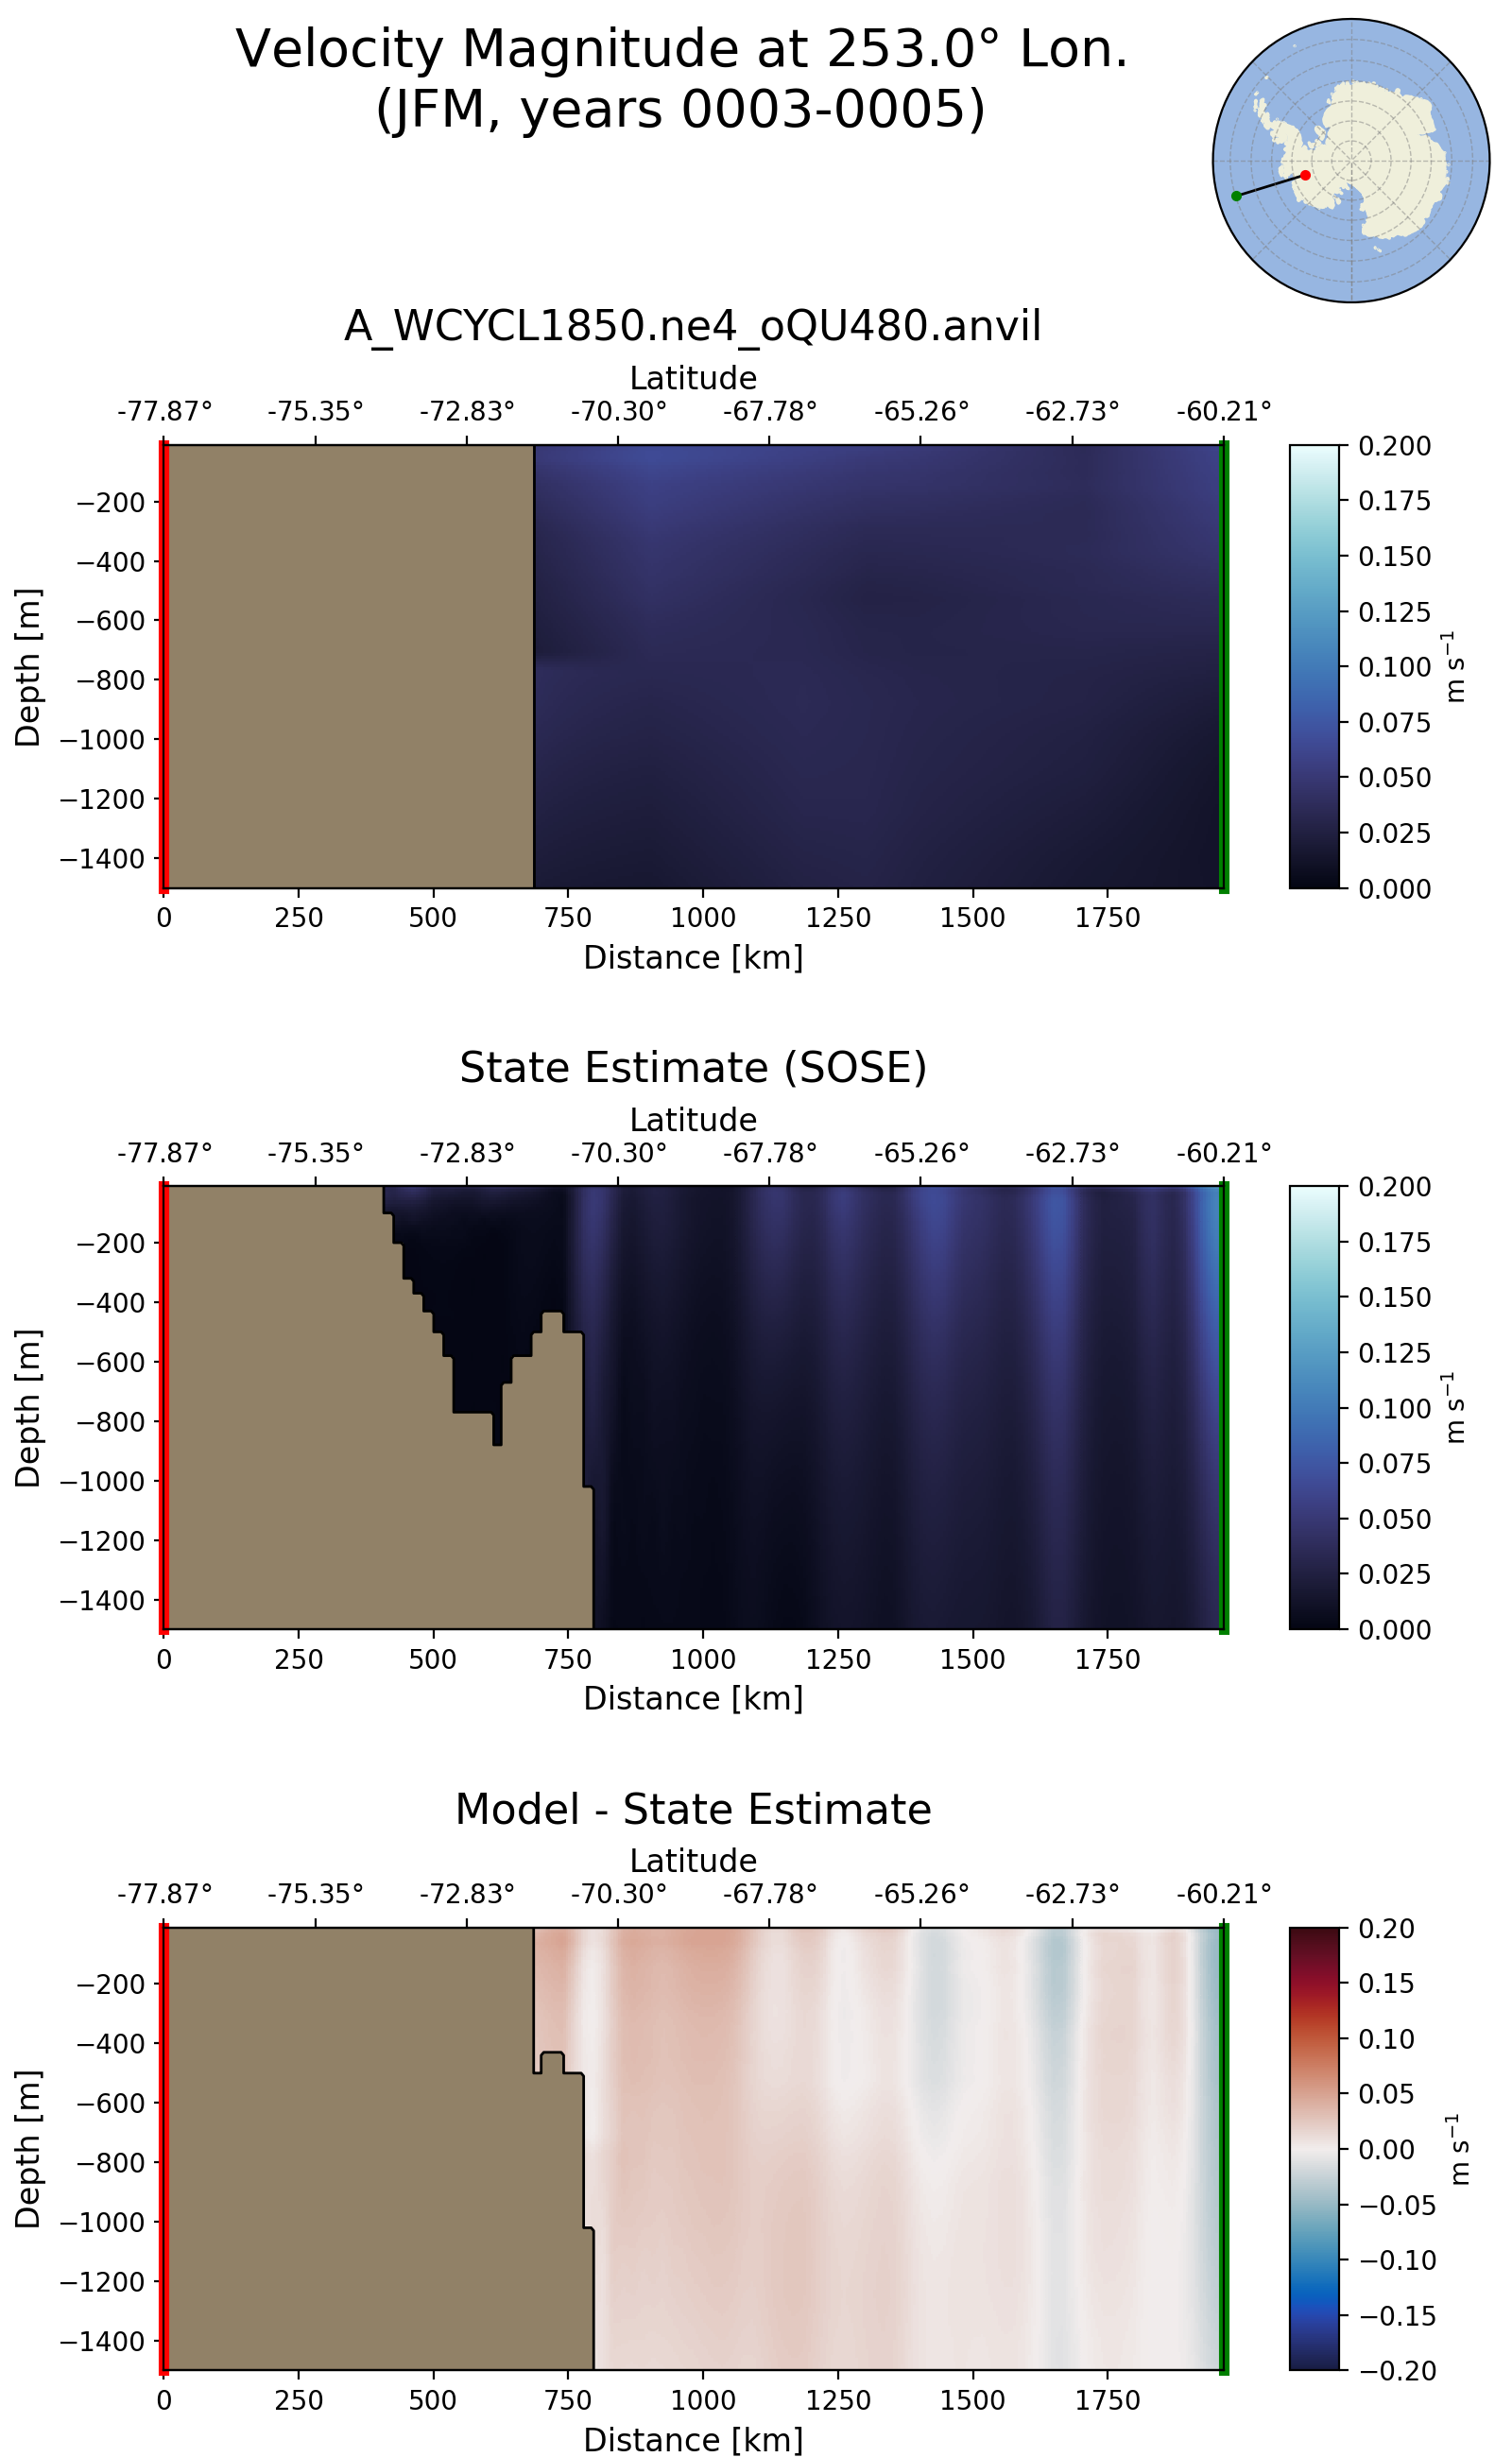 Velocity Magnitude at 253.0° Lon.
(JFM, years 0003-0005)
A_WCYCL1850.ne4_oQU480.anvil
Latitude
-77.87° -75.35° -72.83° -70.30° -67.78° -65.26° -62.73° -60.21°
Depth [m]
−200
−400
−600
−800
−1000
−1200
−1400
0 250 500 750 1000 1250 1500 1750
Distance [km]
0.200
0.175
0.150
0.125
0.100
0.075
0.050
0.025
0.000
m s⁻¹
State Estimate (SOSE)
Latitude
-77.87° -75.35° -72.83° -70.30° -67.78° -65.26° -62.73° -60.21°
Depth [m]
−200
−400
−600
−800
−1000
−1200
−1400
0 250 500 750 1000 1250 1500 1750
Distance [km]
0.200
0.175
0.150
0.125
0.100
0.075
0.050
0.025
0.000
m s⁻¹
Model - State Estimate
Latitude
-77.87° -75.35° -72.83° -70.30° -67.78° -65.26° -62.73° -60.21°
Depth [m]
−200
−400
−600
−800
−1000
−1200
−1400
0 250 500 750 1000 1250 1500 1750
Distance [km]
0.20
0.15
0.10
0.05
0.00
−0.05
−0.10
−0.15
−0.20
m s⁻¹